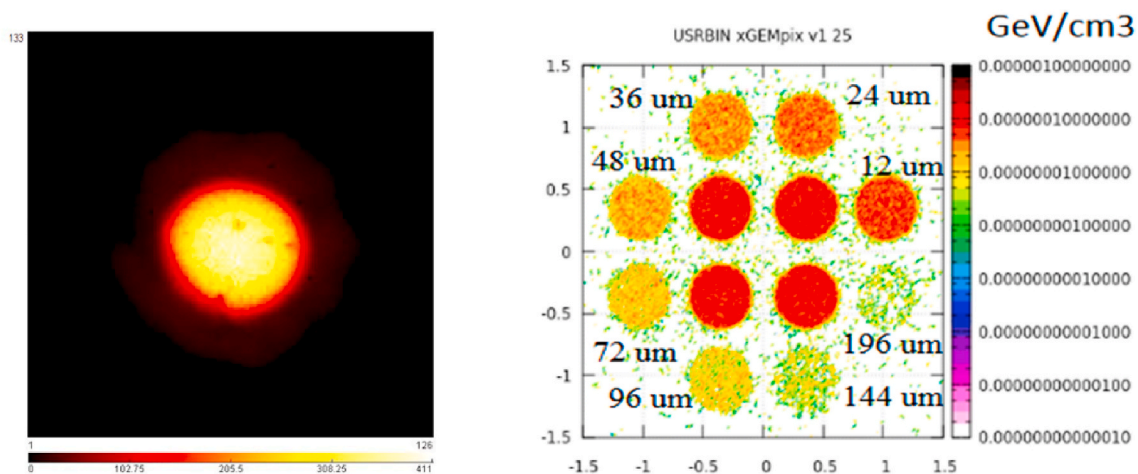 133
1 126
0 102.75 205.5 308.25 411
GeV/cm3
USRBIN xGEMpix v1 25
1.5
1
0.5
0
-0.5
-1
-1.5
-1.5 -1 -0.5 0 0.5 1 1.5
36 um 24 um
48 um 12 um
72 um 196 um
96 um 144 um
0.00000100000000
0.00000010000000
0.00000001000000
0.00000000100000
0.00000000010000
0.00000000001000
0.00000000000100
0.00000000000010